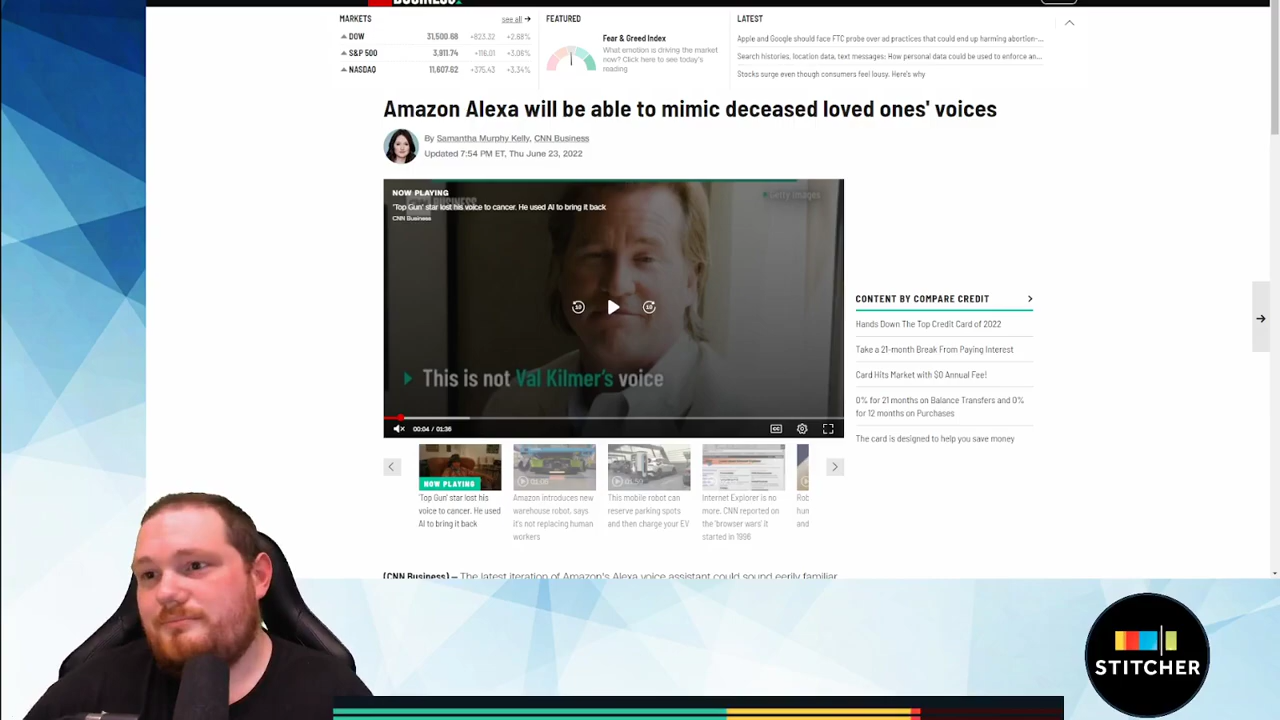 BUSINESS
MARKETS
see all →
DOW 31,500.68 +823.32 +2.68%
S&P 500 3,911.74 +116.01 +3.06%
NASDAQ 11,607.62 +375.43 +3.34%
FEATURED
Fear & Greed Index
What emotion is driving the market
now? Click here to see today's
reading
LATEST
Apple and Google should face FTC probe over ad practices that could end up harming abortion-...
Search histories, location data, text messages: How personal data could be used to enforce an...
Stocks surge even though consumers feel lousy. Here's why
Amazon Alexa will be able to mimic deceased loved ones' voices
By Samantha Murphy Kelly, CNN Business
Updated 7:54 PM ET, Thu June 23, 2022
NOW PLAYING
BUSINESS
Getty Images
'Top Gun' star lost his voice to cancer. He used AI to bring it back
CNN Business
10
10
This is not Val Kilmer's voice
00:04 / 01:36
CC
CONTENT BY COMPARE CREDIT
Hands Down The Top Credit Card of 2022
Take a 21-month Break From Paying Interest
Card Hits Market with $0 Annual Fee!
0% for 21 months on Balance Transfers and 0%
for 12 months on Purchases
The card is designed to help you save money
NOW PLAYING
'Top Gun' star lost his
voice to cancer. He used
AI to bring it back
Amazon introduces new
warehouse robot, says
it's not replacing human
workers
This mobile robot can
reserve parking spots
and then charge your EV
Internet Explorer is no
more. CNN reported on
the 'browser wars' it
started in 1996
Rob
hun
and
(CNN Business) — The latest iteration of Amazon's Alexa voice assistant could sound eerily familiar.
STITCHER